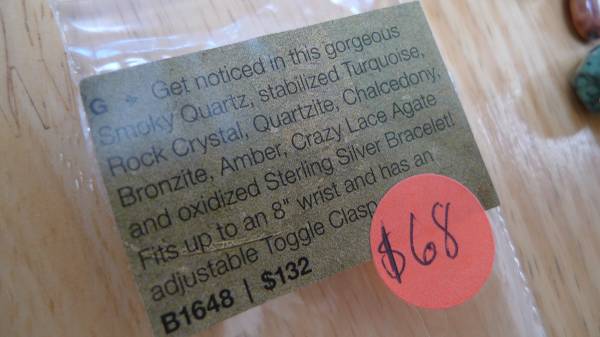 G → Get noticed in this gorgeous
Smoky Quartz, stabilized Turquoise,
Rock Crystal, Quartzite, Chalcedony,
Bronzite, Amber, Crazy Lace Agate
and oxidized Sterling Silver Bracelet!
Fits up to an 8" wrist and has an
adjustable Toggle Clasp
B1648 | $132
$68